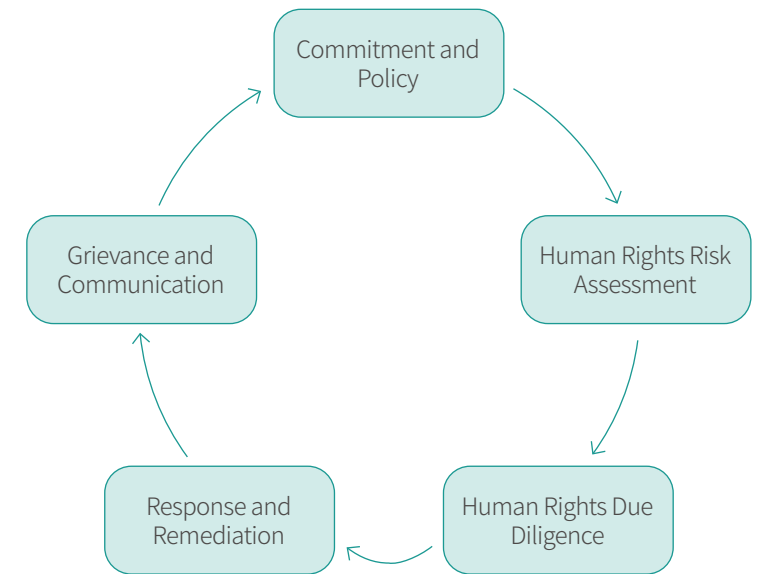 Commitment and
Policy
Human Rights Risk
Assessment
Human Rights Due
Diligence
Response and
Remediation
Grievance and
Communication